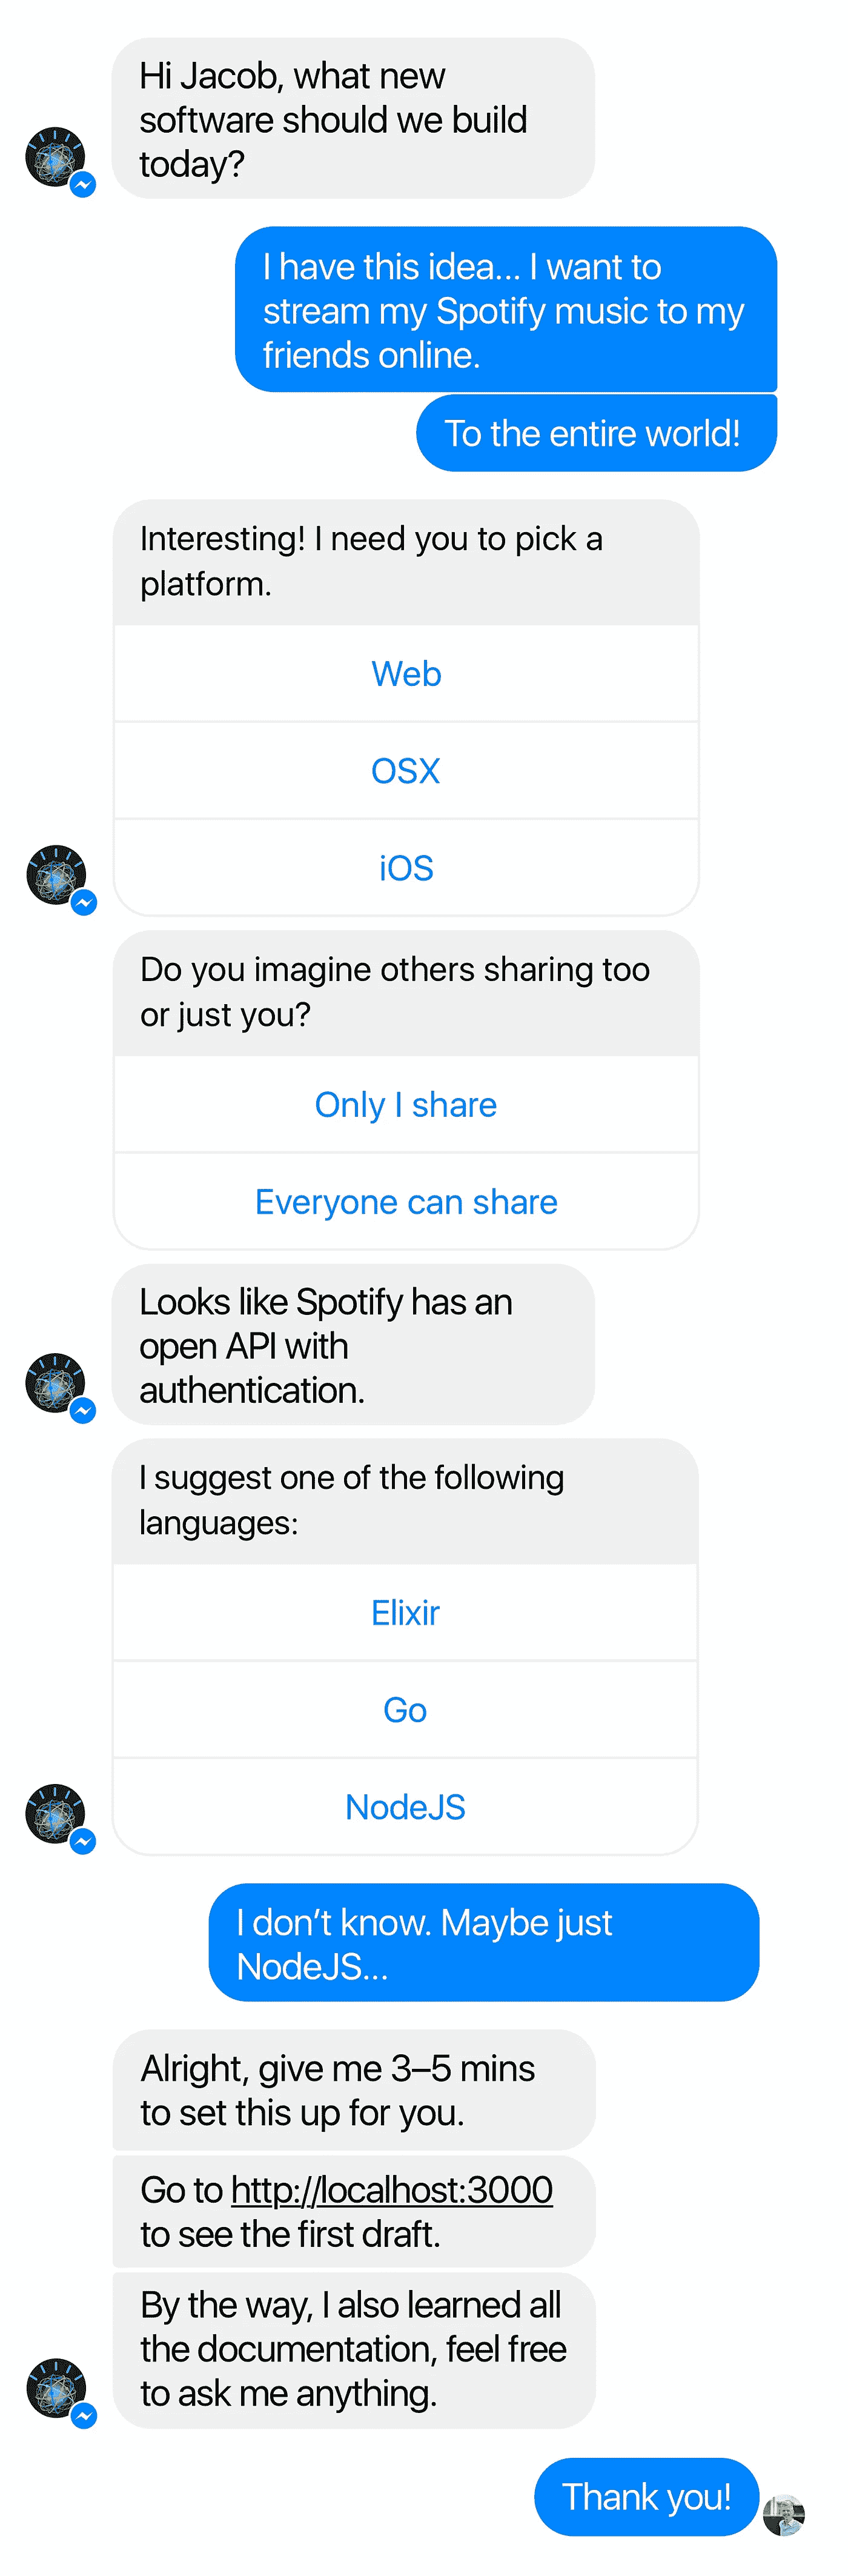 Hi Jacob, what new
software should we build
today?
I have this idea... I want to
stream my Spotify music to my
friends online.
To the entire world!
Interesting! I need you to pick a
platform.
Web
OSX
iOS
Do you imagine others sharing too
or just you?
Only I share
Everyone can share
Looks like Spotify has an
open API with
authentication.
I suggest one of the following
languages:
Elixir
Go
NodeJS
I don’t know. Maybe just
NodeJS...
Alright, give me 3–5 mins
to set this up for you.
Go to http://localhost:3000
to see the first draft.
By the way, I also learned all
the documentation, feel free
to ask me anything.
Thank you!